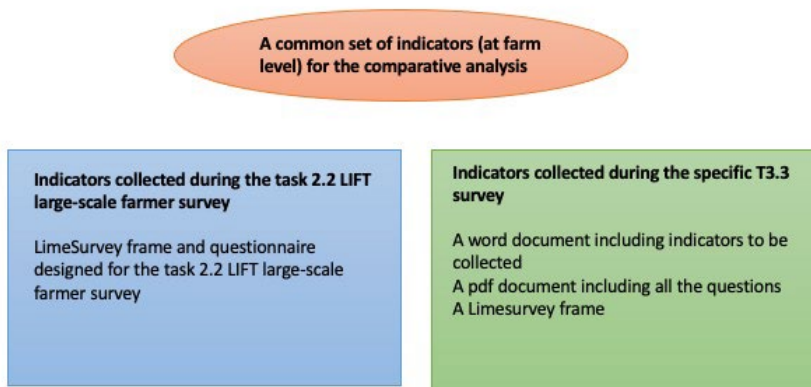 A common set of indicators (at farm
level) for the comparative analysis
Indicators collected during the task 2.2 LIFT
large-scale farmer survey
LimeSurvey frame and questionnaire
designed for the task 2.2 LIFT large-scale
farmer survey
Indicators collected during the specific T3.3
survey
A word document including indicators to be
collected
A pdf document including all the questions
A Limesurvey frame